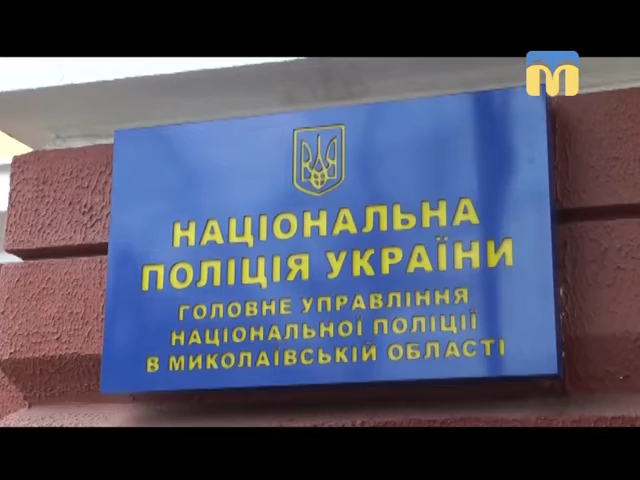 НАЦІОНАЛЬНА
ПОЛІЦІЯ УКРАЇНИ
ГОЛОВНЕ УПРАВЛІННЯ
НАЦІОНАЛЬНОЇ ПОЛІЦІЇ
В МИКОЛАЇВСЬКІЙ ОБЛАСТІ